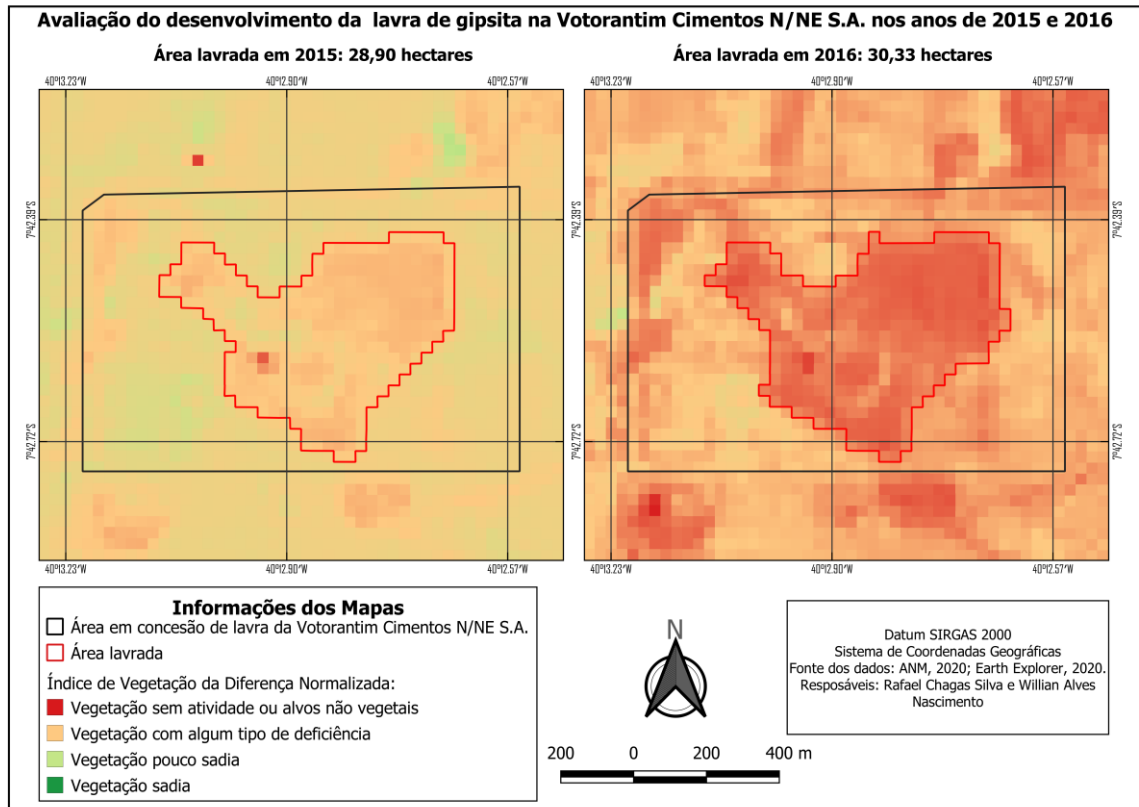 Avaliação do desenvolvimento da lavra de gipsita na Votorantim Cimentos N/NE S.A. nos anos de 2015 e 2016
Área lavrada em 2015: 28,90 hectares
Área lavrada em 2016: 30,33 hectares
40°13.23'W
40°12.90'W
40°12.57'W
40°13.23'W
40°12.90'W
40°12.57'W
7°42.39'S
7°42.39'S
7°42.39'S
7°42.72'S
7°42.72'S
7°42.72'S
40°13.23'W
40°12.90'W
40°12.57'W
40°13.23'W
40°12.90'W
40°12.57'W
Informações dos Mapas
Área em concesão de lavra da Votorantim Cimentos N/NE S.A.
Área lavrada
Índice de Vegetação da Diferença Normalizada:
Vegetação sem atividade ou alvos não vegetais
Vegetação com algum tipo de deficiência
Vegetação pouco sadia
Vegetação sadia
N
200 0 200 400 m
Datum SIRGAS 2000
Sistema de Coordenadas Geográficas
Fonte dos dados: ANM, 2020; Earth Explorer, 2020.
Resposáveis: Rafael Chagas Silva e Willian Alves
Nascimento